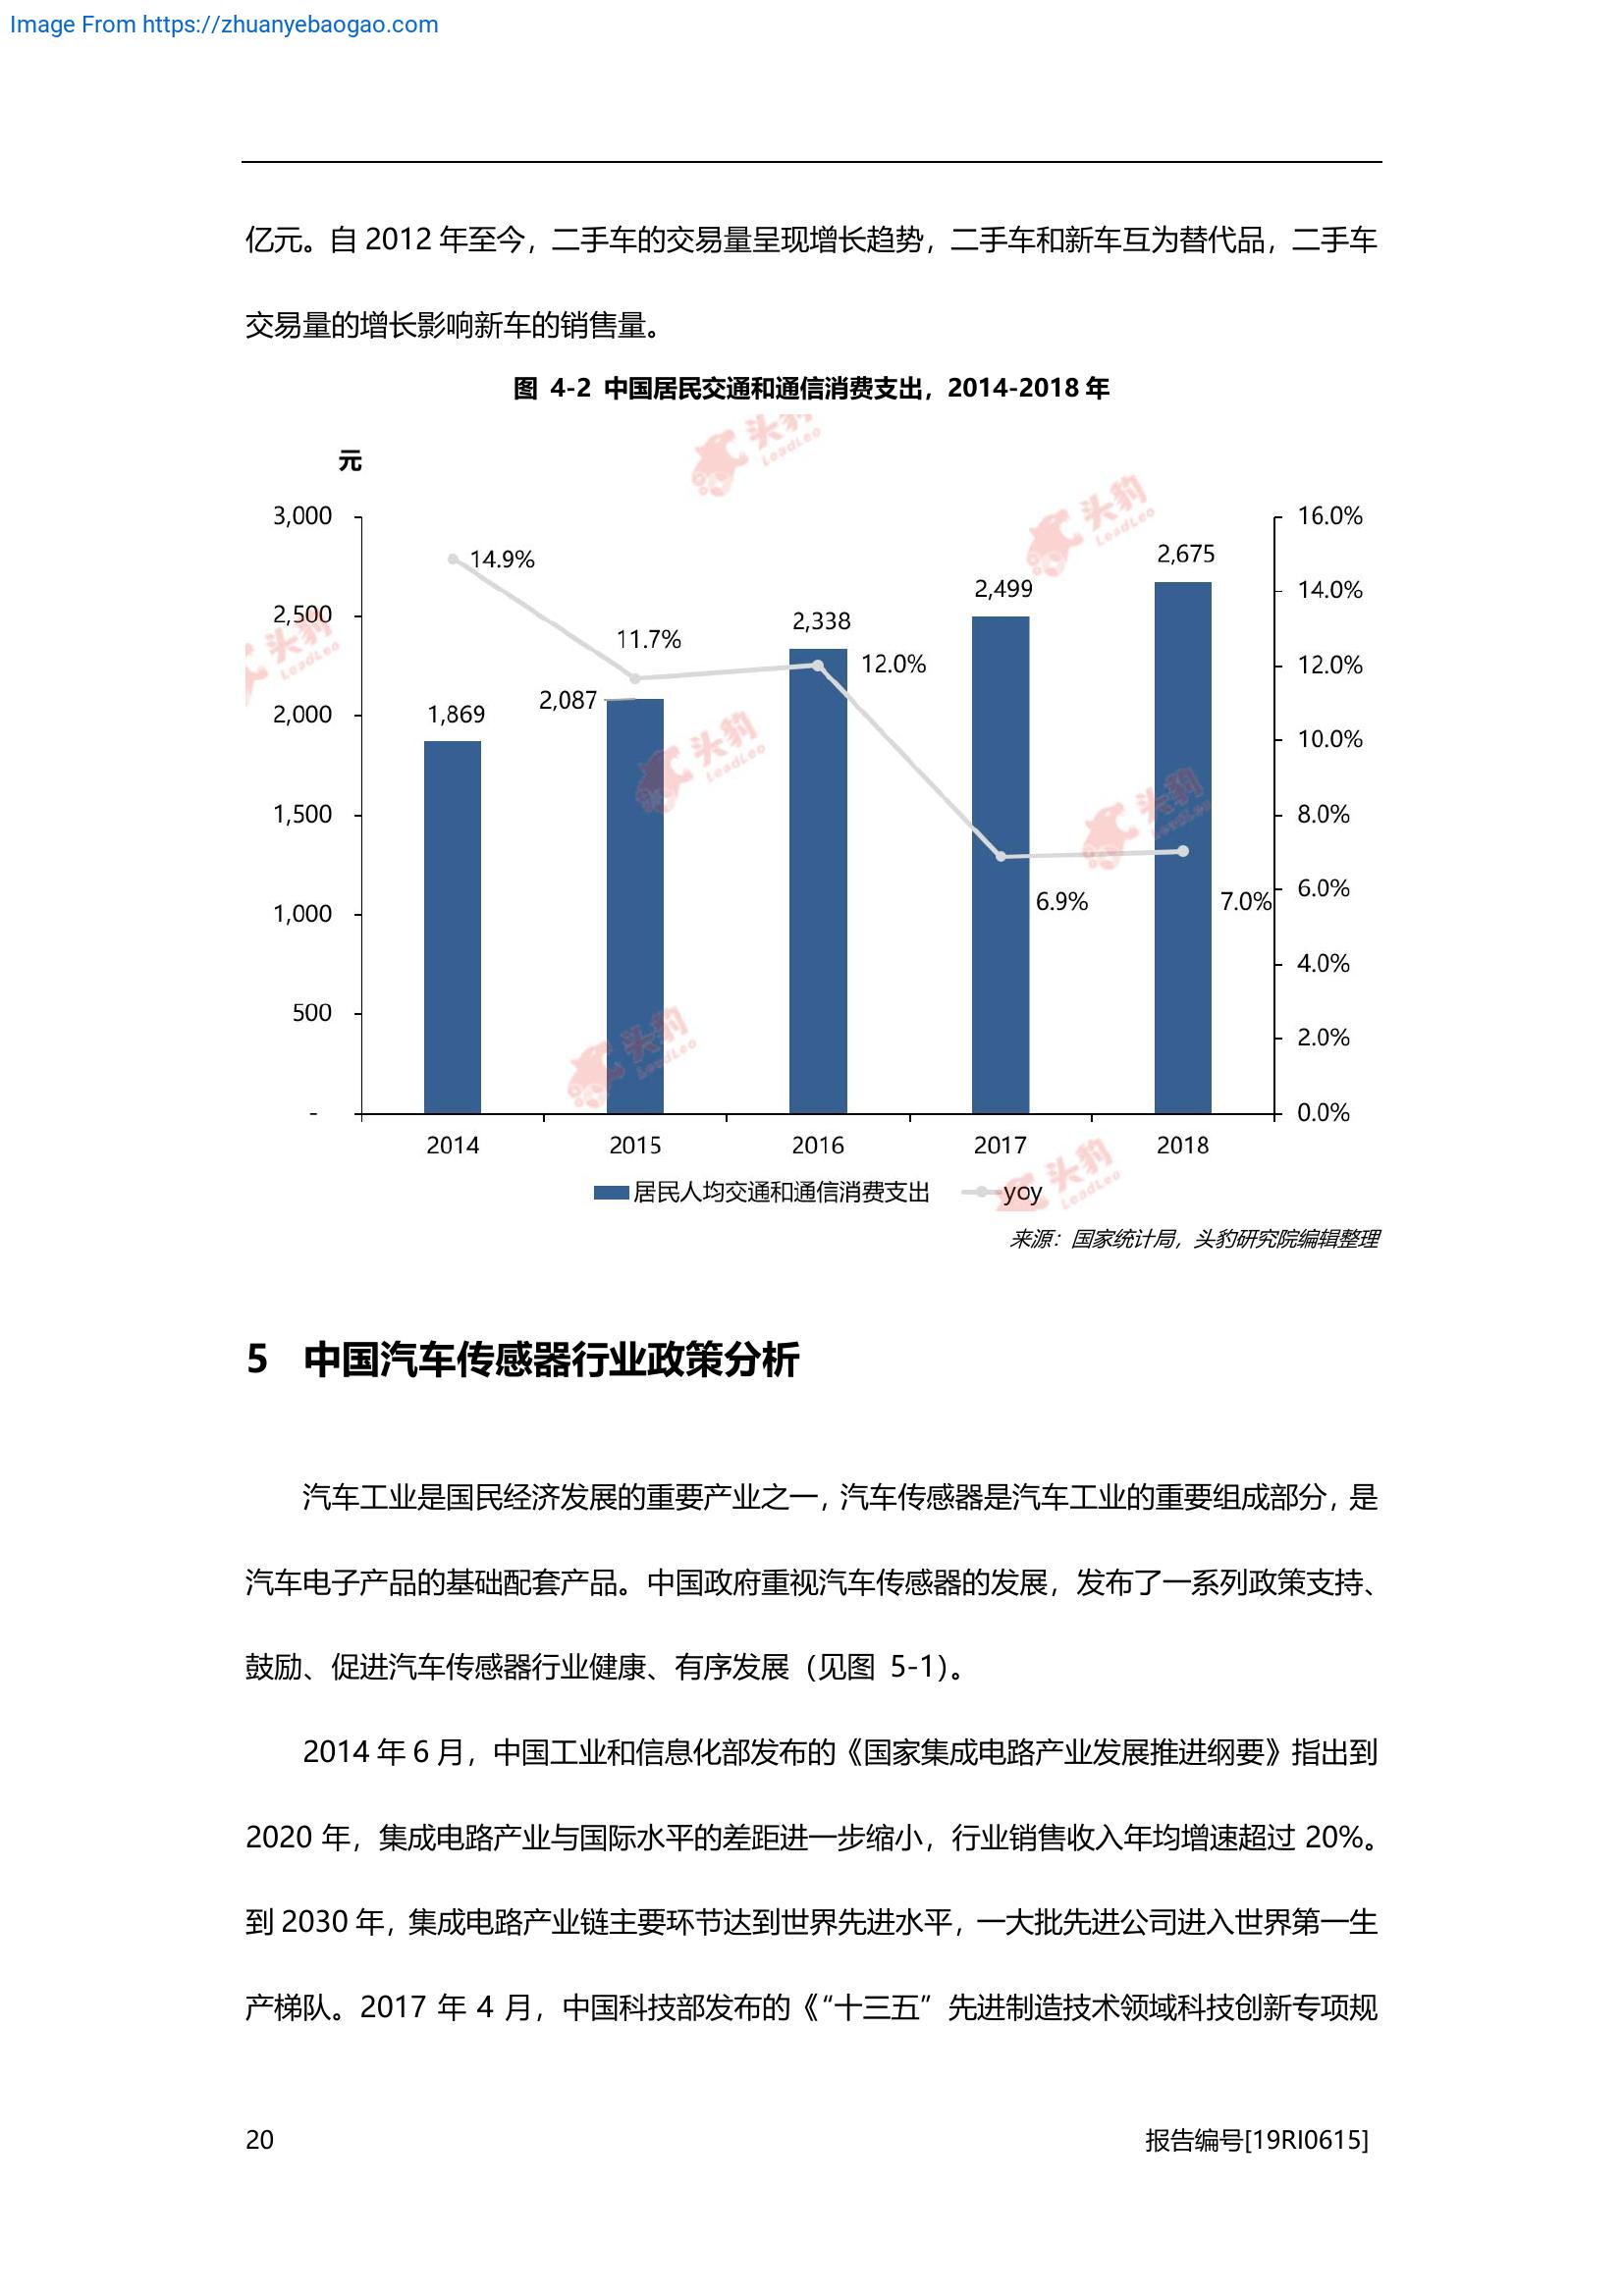 Image From https://zhuanyebaogao.com
亿元。自 2012 年至今，二手车的交易量呈现增长趋势，二手车和新车互为替代品，二手车
交易量的增长影响新车的销售量。
图 4-2 中国居民交通和通信消费支出，2014-2018 年
元
3,000
2,500
2,000
1,500
1,000
500
-
16.0%
14.0%
12.0%
10.0%
8.0%
6.0%
4.0%
2.0%
0.0%
14.9%
11.7%
12.0%
6.9%
7.0%
1,869
2,087
2,338
2,499
2,675
2014 2015 2016 2017 2018
居民人均交通和通信消费支出 yoy
头豹 LeadLeo
头豹 LeadLeo
头豹 LeadLeo
头豹 LeadLeo
头豹 LeadLeo
头豹 LeadLeo
头豹 LeadLeo
来源：国家统计局，头豹研究院编辑整理
5 中国汽车传感器行业政策分析
汽车工业是国民经济发展的重要产业之一，汽车传感器是汽车工业的重要组成部分，是
汽车电子产品的基础配套产品。中国政府重视汽车传感器的发展，发布了一系列政策支持、
鼓励、促进汽车传感器行业健康、有序发展（见图 5-1）。
2014 年 6 月，中国工业和信息化部发布的《国家集成电路产业发展推进纲要》指出到
2020 年，集成电路产业与国际水平的差距进一步缩小，行业销售收入年均增速超过 20%。
到 2030 年，集成电路产业链主要环节达到世界先进水平，一大批先进公司进入世界第一生
产梯队。2017 年 4 月，中国科技部发布的《“十三五”先进制造技术领域科技创新专项规
20
报告编号[19RI0615]